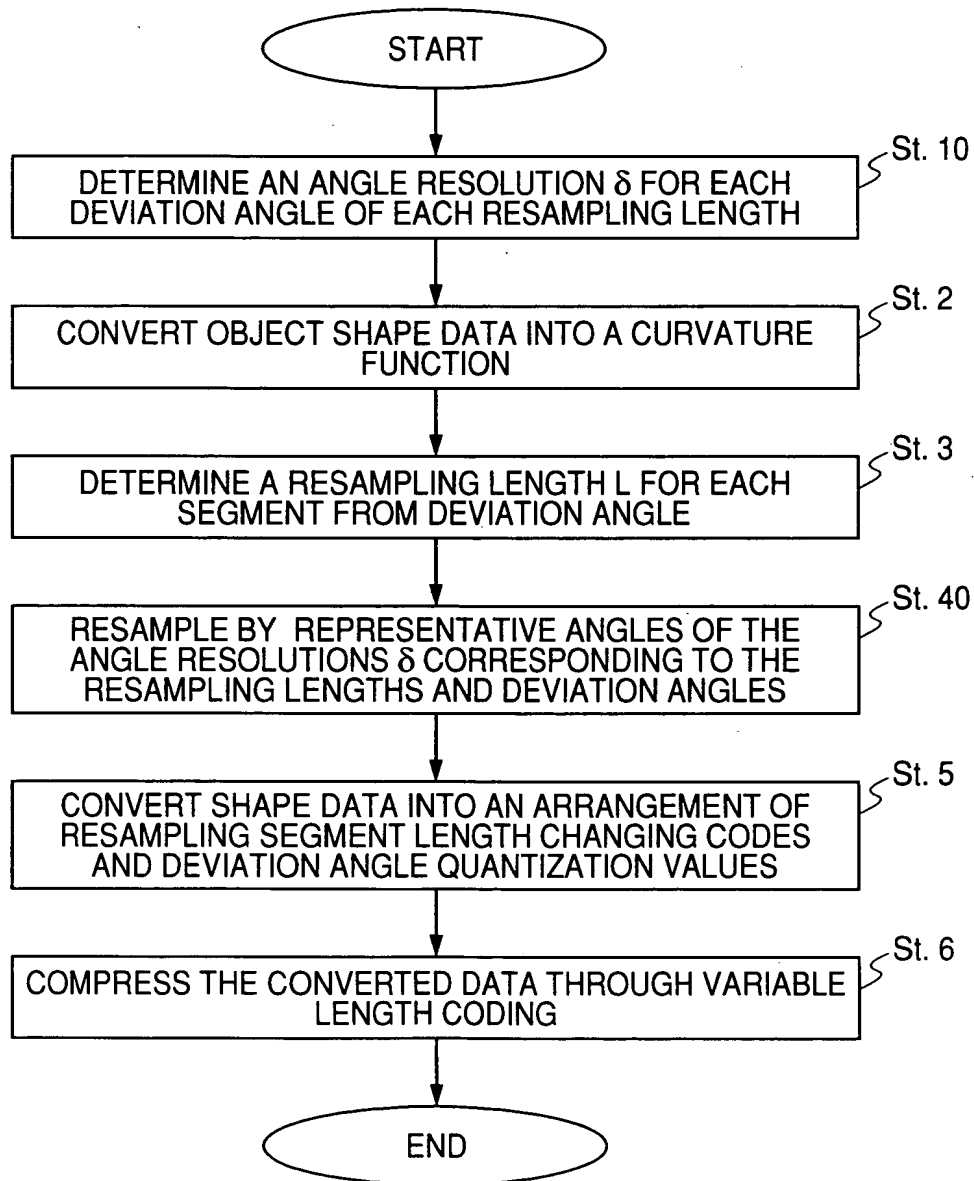 START
St. 10
DETERMINE AN ANGLE RESOLUTION δ FOR EACH
DEVIATION ANGLE OF EACH RESAMPLING LENGTH
St. 2
CONVERT OBJECT SHAPE DATA INTO A CURVATURE
FUNCTION
St. 3
DETERMINE A RESAMPLING LENGTH L FOR EACH
SEGMENT FROM DEVIATION ANGLE
St. 40
RESAMPLE BY REPRESENTATIVE ANGLES OF THE
ANGLE RESOLUTIONS δ CORRESPONDING TO THE
RESAMPLING LENGTHS AND DEVIATION ANGLES
St. 5
CONVERT SHAPE DATA INTO AN ARRANGEMENT OF
RESAMPLING SEGMENT LENGTH CHANGING CODES
AND DEVIATION ANGLE QUANTIZATION VALUES
St. 6
COMPRESS THE CONVERTED DATA THROUGH VARIABLE
LENGTH CODING
END